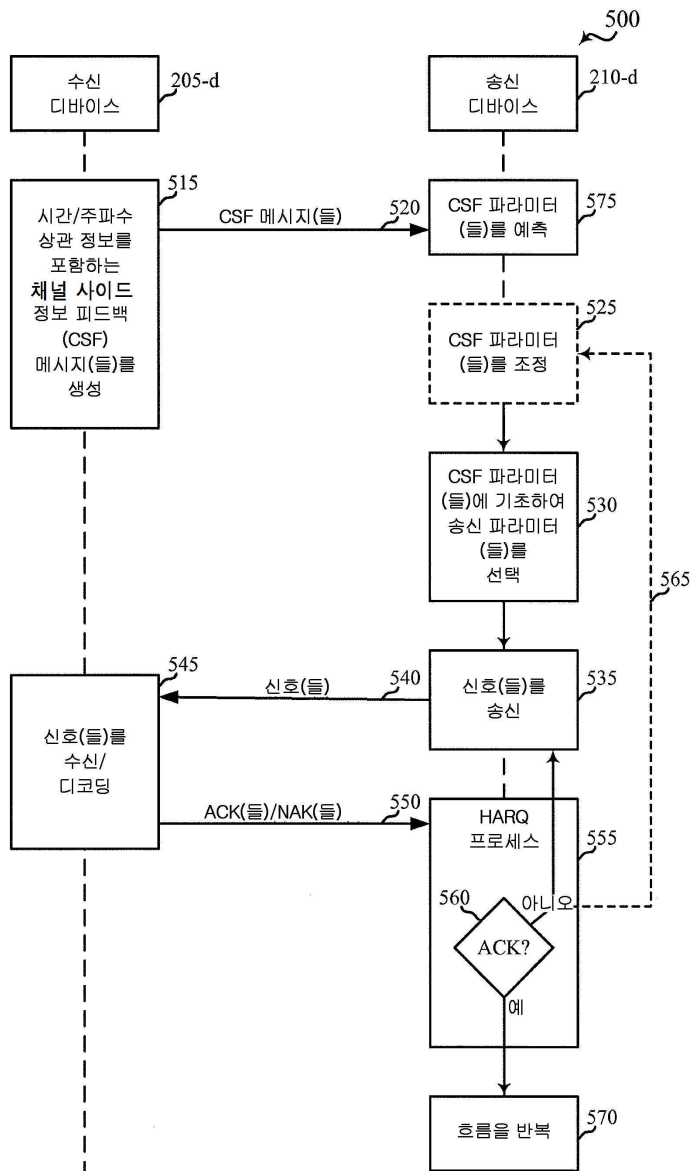 500
수신
디바이스
205-d
송신
디바이스
210-d
515
시간/주파수
상관 정보를
포함하는
채널 사이드
정보 피드백
(CSF)
메시지(들)를
생성
CSF 메시지(들)
520
CSF 파라미터
(들)를 예측
575
525
CSF 파라미터
(들)를 조정
CSF 파라미터
(들)에 기초하여
송신 파라미터
(들)를
선택
530
565
545
신호(들)를
수신/
디코딩
신호(들)
540
신호(들)를
송신
535
ACK(들)/NAK(들)
550
HARQ
프로세스
555
560
아니오
ACK?
예
흐름을 반복
570